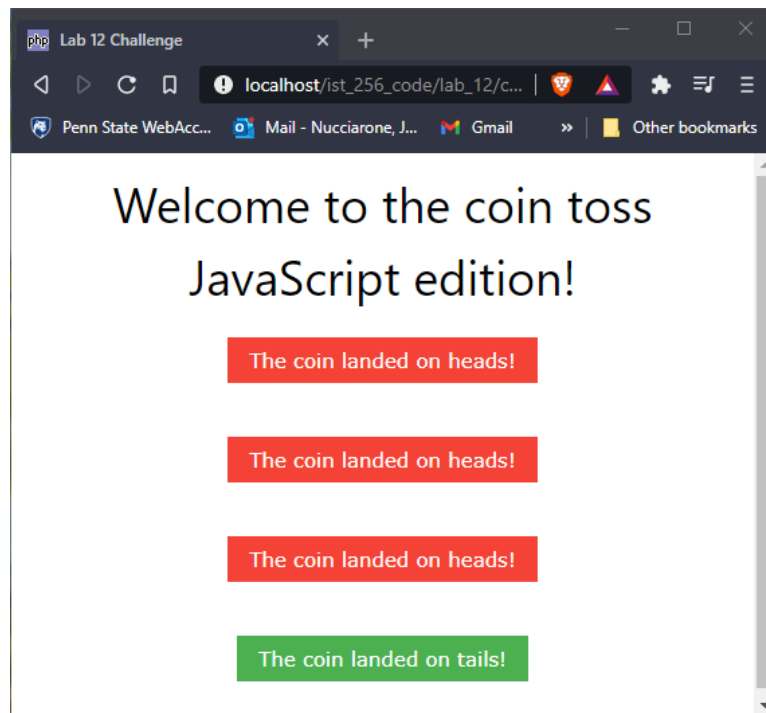 php Lab 12 Challenge
localhost/ist_256_code/lab_12/c...
Penn State WebAcc... Mail - Nucciarone, J... Gmail » Other bookmarks
Welcome to the coin toss
JavaScript edition!
The coin landed on heads!
The coin landed on heads!
The coin landed on heads!
The coin landed on tails!